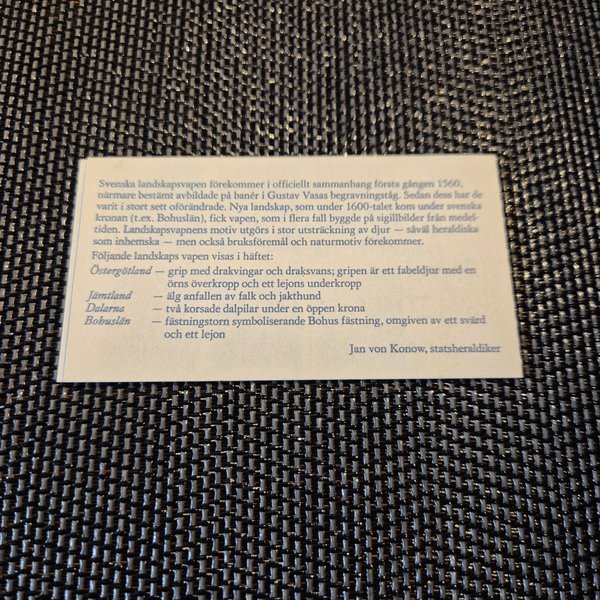 Svenska landskapsvapen förekommer i officiellt sammanhang första gången 1560,
närmare bestämt avbildade på banér i Gustav Vasas begravningståg. Sedan dess har de
varit i stort sett oförändrade. Nya landskap, som under 1600-talet kom under svenska
kronan (t.ex. Bohuslän), fick vapen, som i flera fall byggde på sigillbilder från medel-
tiden. Landskapsvapnens motiv utgörs i stor utsträckning av djur — såväl heraldiska
som inhemska — men också bruksföremål och naturmotiv förekommer.
Följande landskaps vapen visas i häftet:
Östergötland — grip med drakvingar och draksvans; gripen är ett fabeldjur med en
örns överkropp och ett lejons underkropp
Jämtland — älg anfallen av falk och jakthund
Dalarna — två korsade dalpilar under en öppen krona
Bohuslän — fästningstorn symboliserande Bohus fästning, omgiven av ett svärd
och ett lejon
Jan von Konow, statsheraldiker